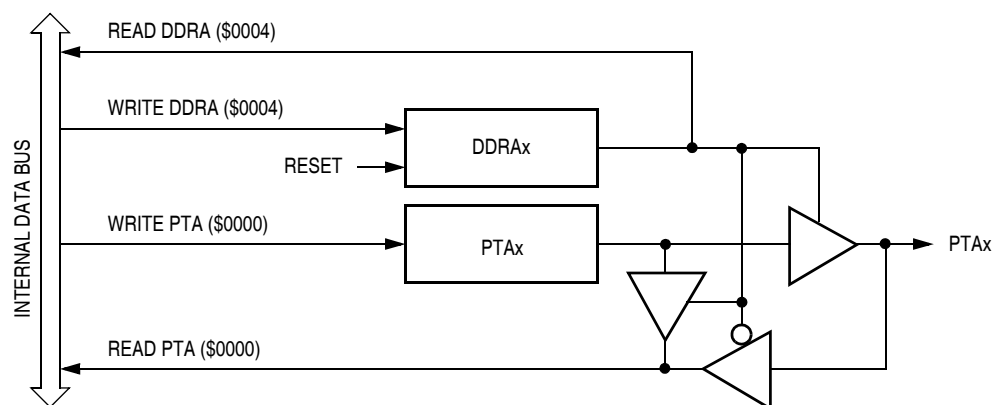 READ DDRA ($0004)
WRITE DDRA ($0004)
DDRAx
RESET
INTERNAL DATA BUS
WRITE PTA ($0000)
PTAx
PTAx
READ PTA ($0000)